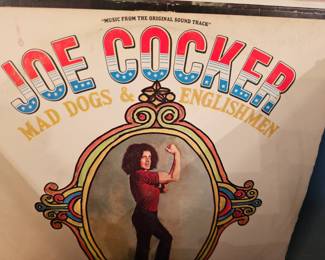 "MUSIC FROM THE ORIGINAL SOUND TRACK"
JOE COCKER
MAD DOGS & ENGLISHMEN